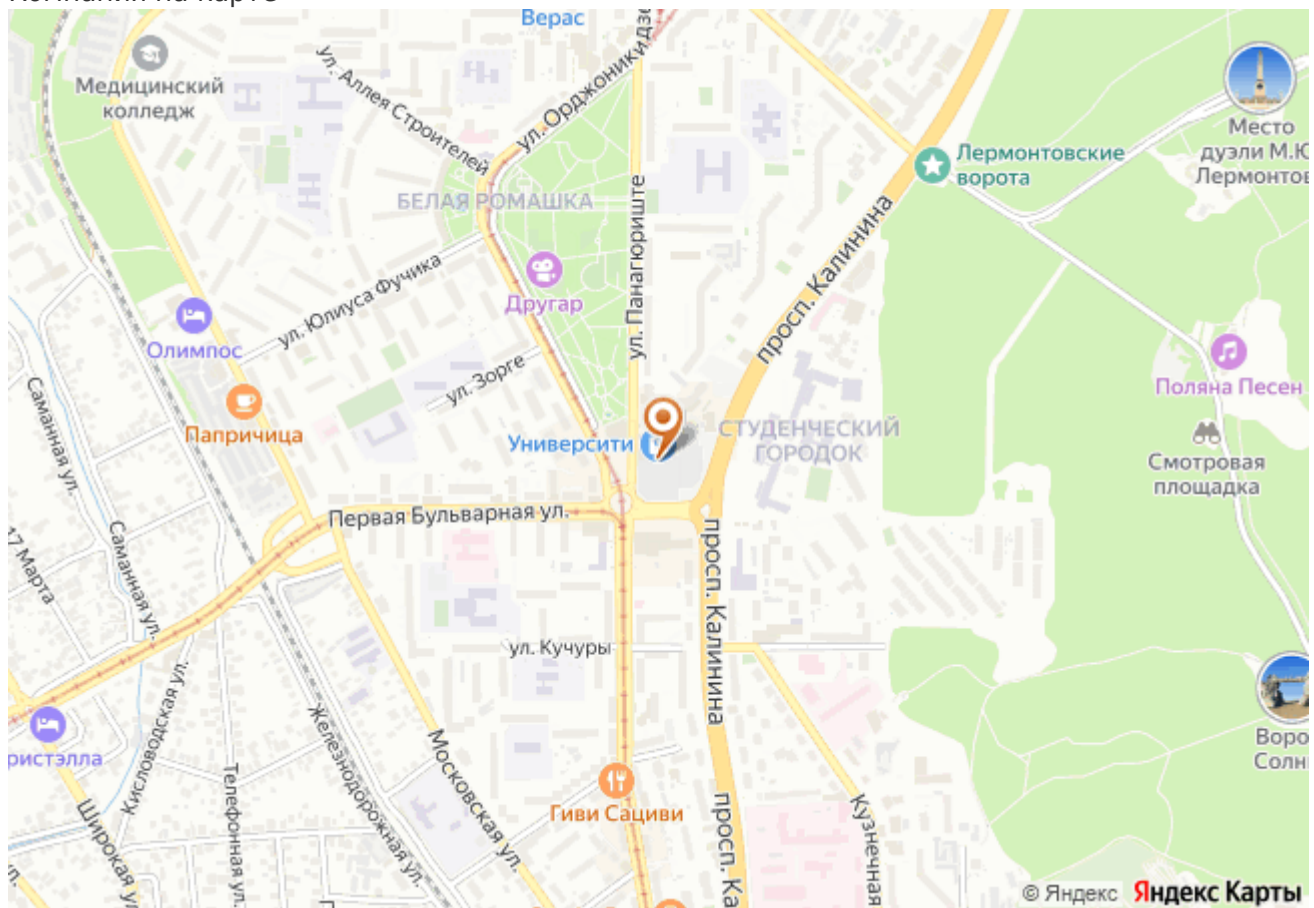 Верас
Медицинский
колледж
ул. Аллея Строителей
ул. Орджоникидзе
Место
дуэли М.Ю
Лермонтов
Лермонтовские
ворота
БЕЛАЯ РОМАШКА
ул. Панагюриште
просп. Калинина
ул. Юлиуса Фучика
Другар
Олимпос
ул. Зорге
Поляна Песен
Саманная ул.
Папричица
Университи
СТУДЕНЧЕСКИЙ
ГОРОДОК
Смотровая
площадка
Первая Бульварная ул.
17 Марта
Саманная ул.
просп. Калинина
ул. Кучуры
Кисловодская ул.
Железнодорожная ул.
Московская ул.
Воро
Солн
ристэлла
Телефонная ул.
Широкая ул
Гиви Сациви
просп. Ка
Кузнечная
© Яндекс Яндекс Карты